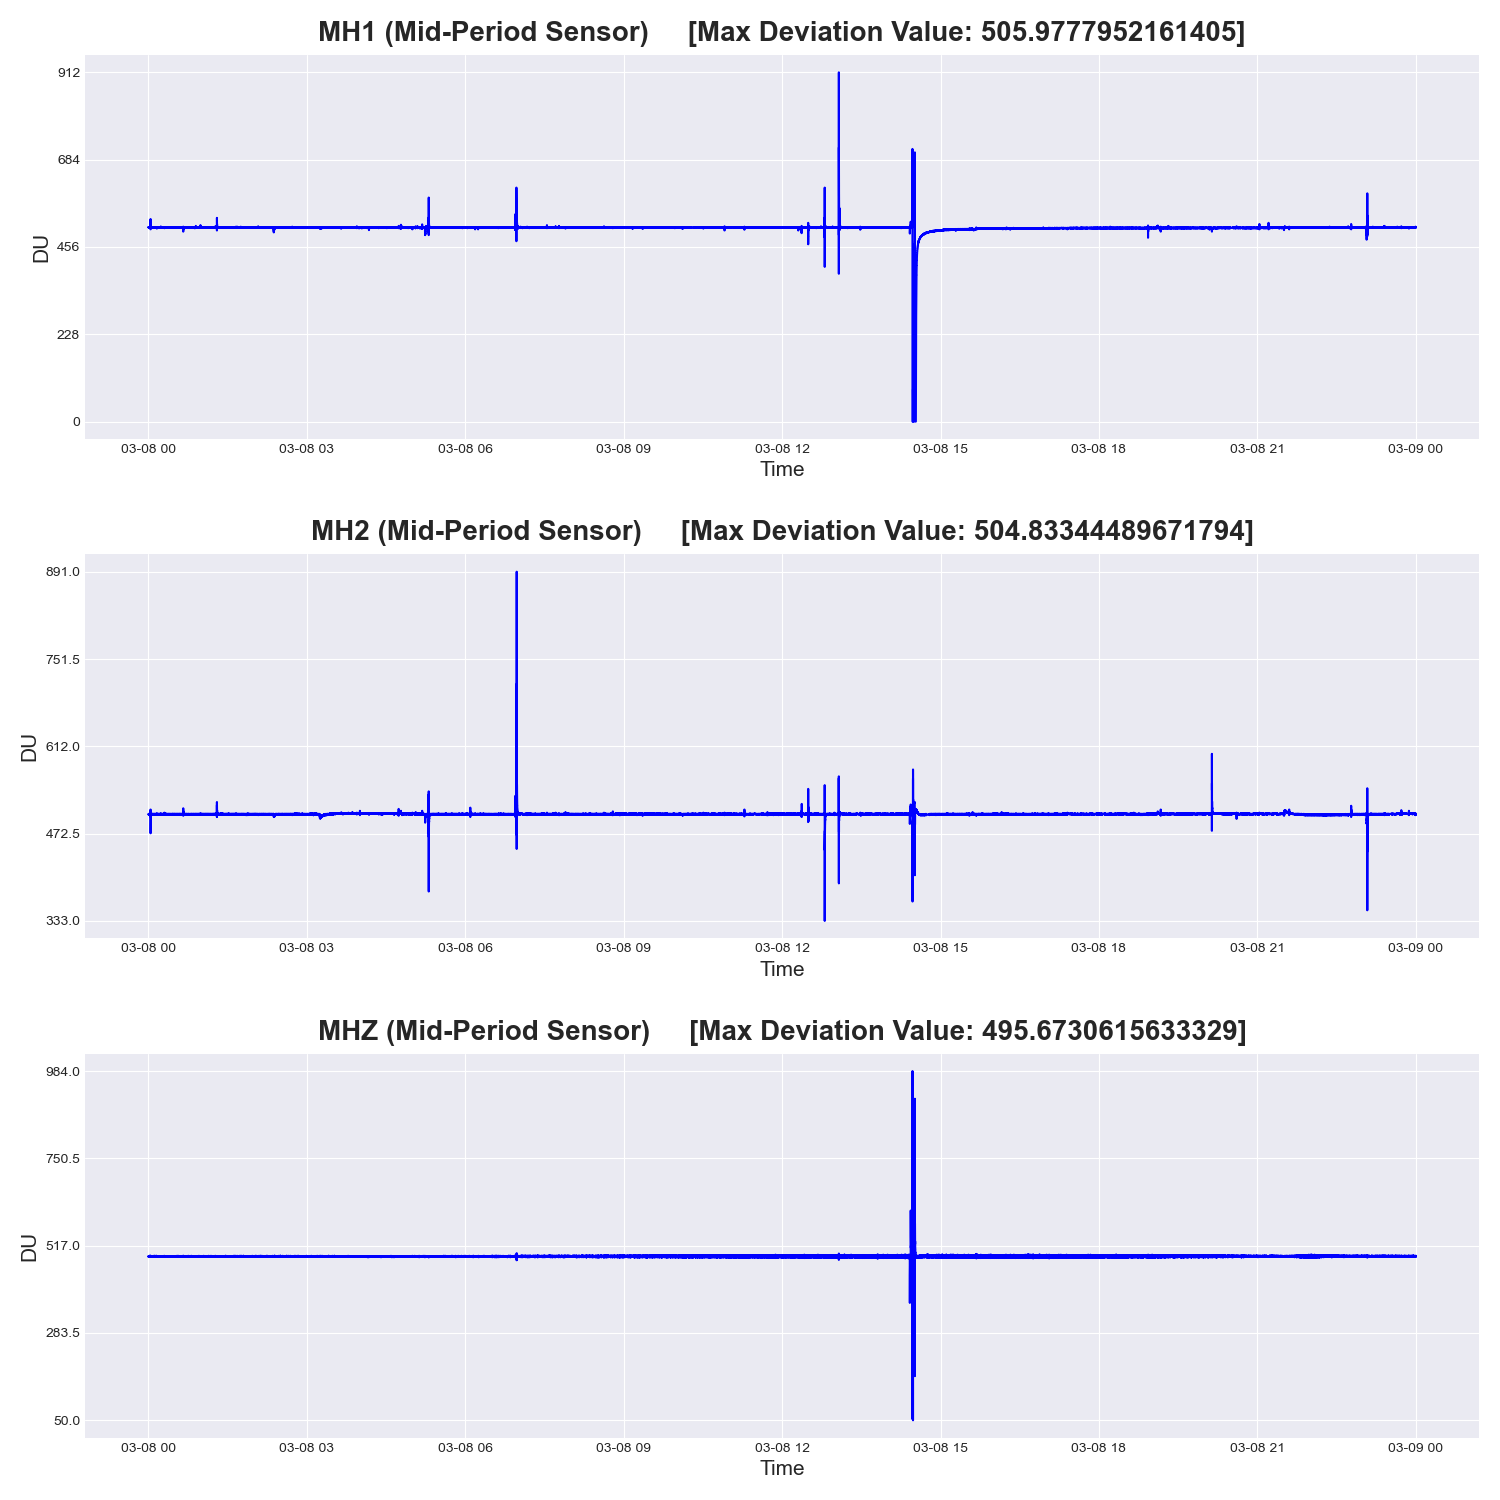 MH1 (Mid-Period Sensor) [Max Deviation Value: 505.9777952161405]
912
684
456
228
0
DU
03-08 00 03-08 03 03-08 06 03-08 09 03-08 12 03-08 15 03-08 18 03-08 21 03-09 00
Time
MH2 (Mid-Period Sensor) [Max Deviation Value: 504.83344489671794]
891.0
751.5
612.0
472.5
333.0
DU
03-08 00 03-08 03 03-08 06 03-08 09 03-08 12 03-08 15 03-08 18 03-08 21 03-09 00
Time
MHZ (Mid-Period Sensor) [Max Deviation Value: 495.6730615633329]
984.0
750.5
517.0
283.5
50.0
DU
03-08 00 03-08 03 03-08 06 03-08 09 03-08 12 03-08 15 03-08 18 03-08 21 03-09 00
Time